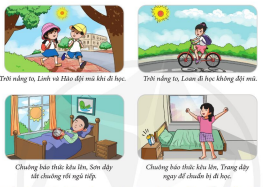 Trời nắng to, Linh và Hào đội mũ khi đi học.
Trời nắng to, Loan đi học không đội mũ.
Chuông báo thức kêu lên, Sơn dậy
tắt chuông rồi ngủ tiếp.
Chuông báo thức kêu lên, Trang dậy
ngay để chuẩn bị đi học.